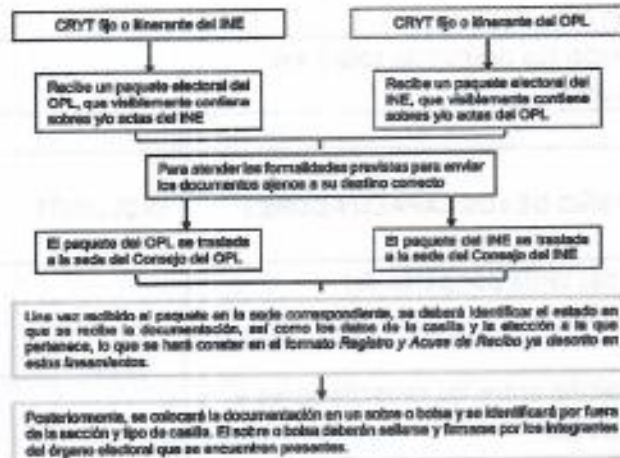 CRYT fijo o itinerante del INE
CRYT fijo o itinerante del OPL
Recibe un paquete electoral del
OPL, que visiblemente contiene
sobres y/o actas del INE
Recibe un paquete electoral del
INE, que visiblemente contiene
sobres y/o actas del OPL
Para atender las formalidades previstas para enviar
los documentos ajenos a su destino correcto
El paquete del OPL se traslada
a la sede del Consejo del OPL
El paquete del INE se traslada
a la sede del Consejo del INE
Una vez recibido el paquete en la sede correspondiente, se deberá identificar el estado en
que se recibe la documentación, así como los datos de la casilla y la elección a la que
pertenece, lo que se hará constar en el formato Registro y Acuse de Recibo ya descrito en
estos lineamientos.
Posteriormente, se colocará la documentación en un sobre o bolsa y se identificará por fuera
de la sección y tipo de casilla. El sobre o bolsa deberán sellarse y firmarse por los integrantes
del órgano electoral que se encuentren presentes.